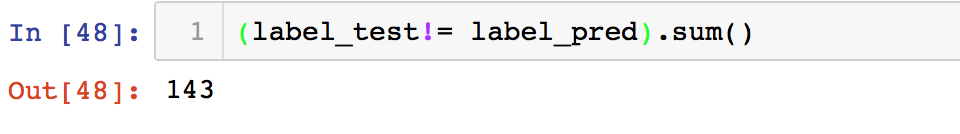 In [48]: 1 (label_test!= label_pred).sum()
Out[48]: 143